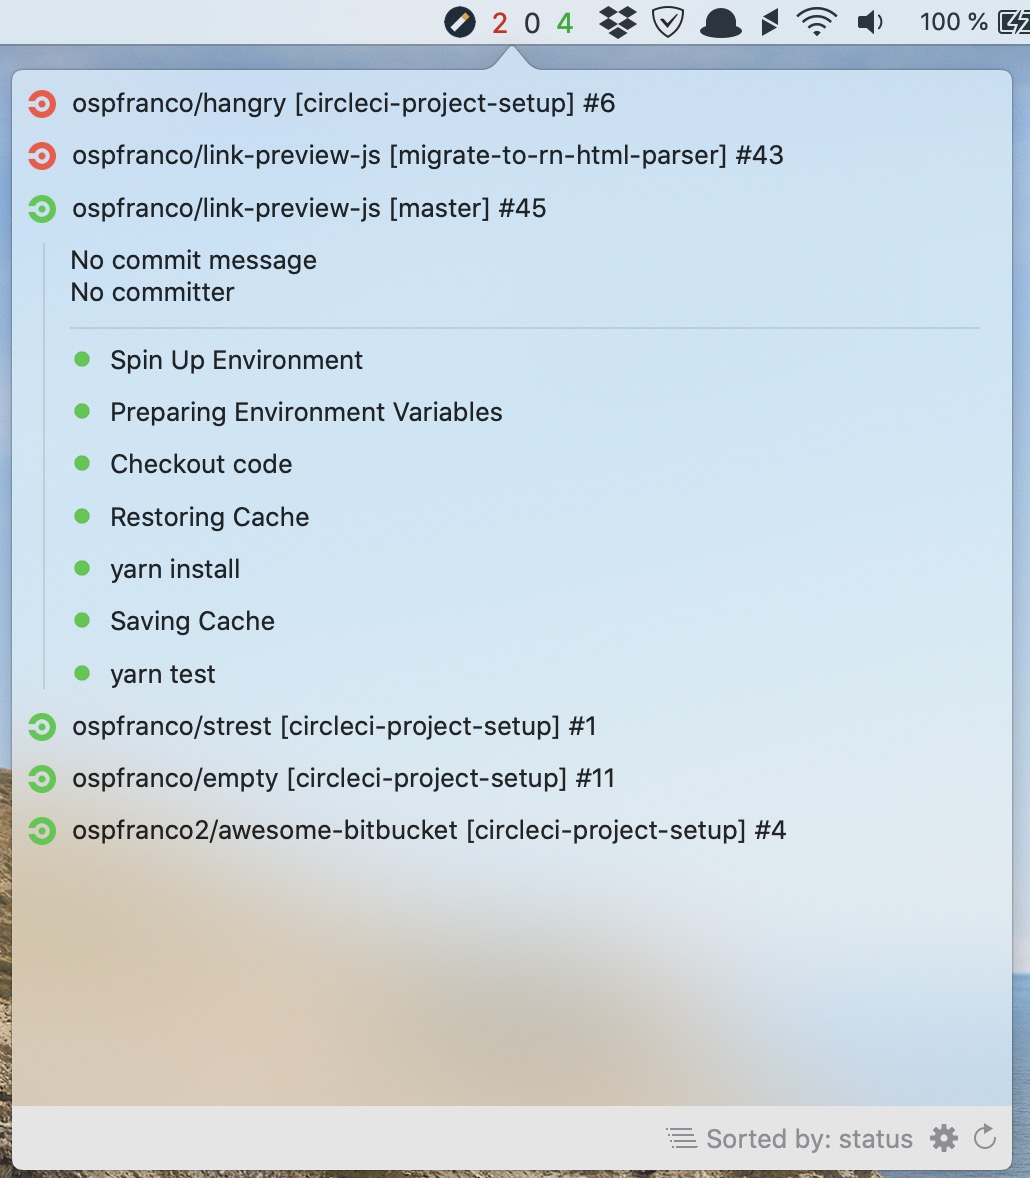 2 0 4 100 %
ospfranco/hangry [circleci-project-setup] #6
ospfranco/link-preview-js [migrate-to-rn-html-parser] #43
ospfranco/link-preview-js [master] #45
No commit message
No committer
Spin Up Environment
Preparing Environment Variables
Checkout code
Restoring Cache
yarn install
Saving Cache
yarn test
ospfranco/strest [circleci-project-setup] #1
ospfranco/empty [circleci-project-setup] #11
ospfranco2/awesome-bitbucket [circleci-project-setup] #4
Sorted by: status